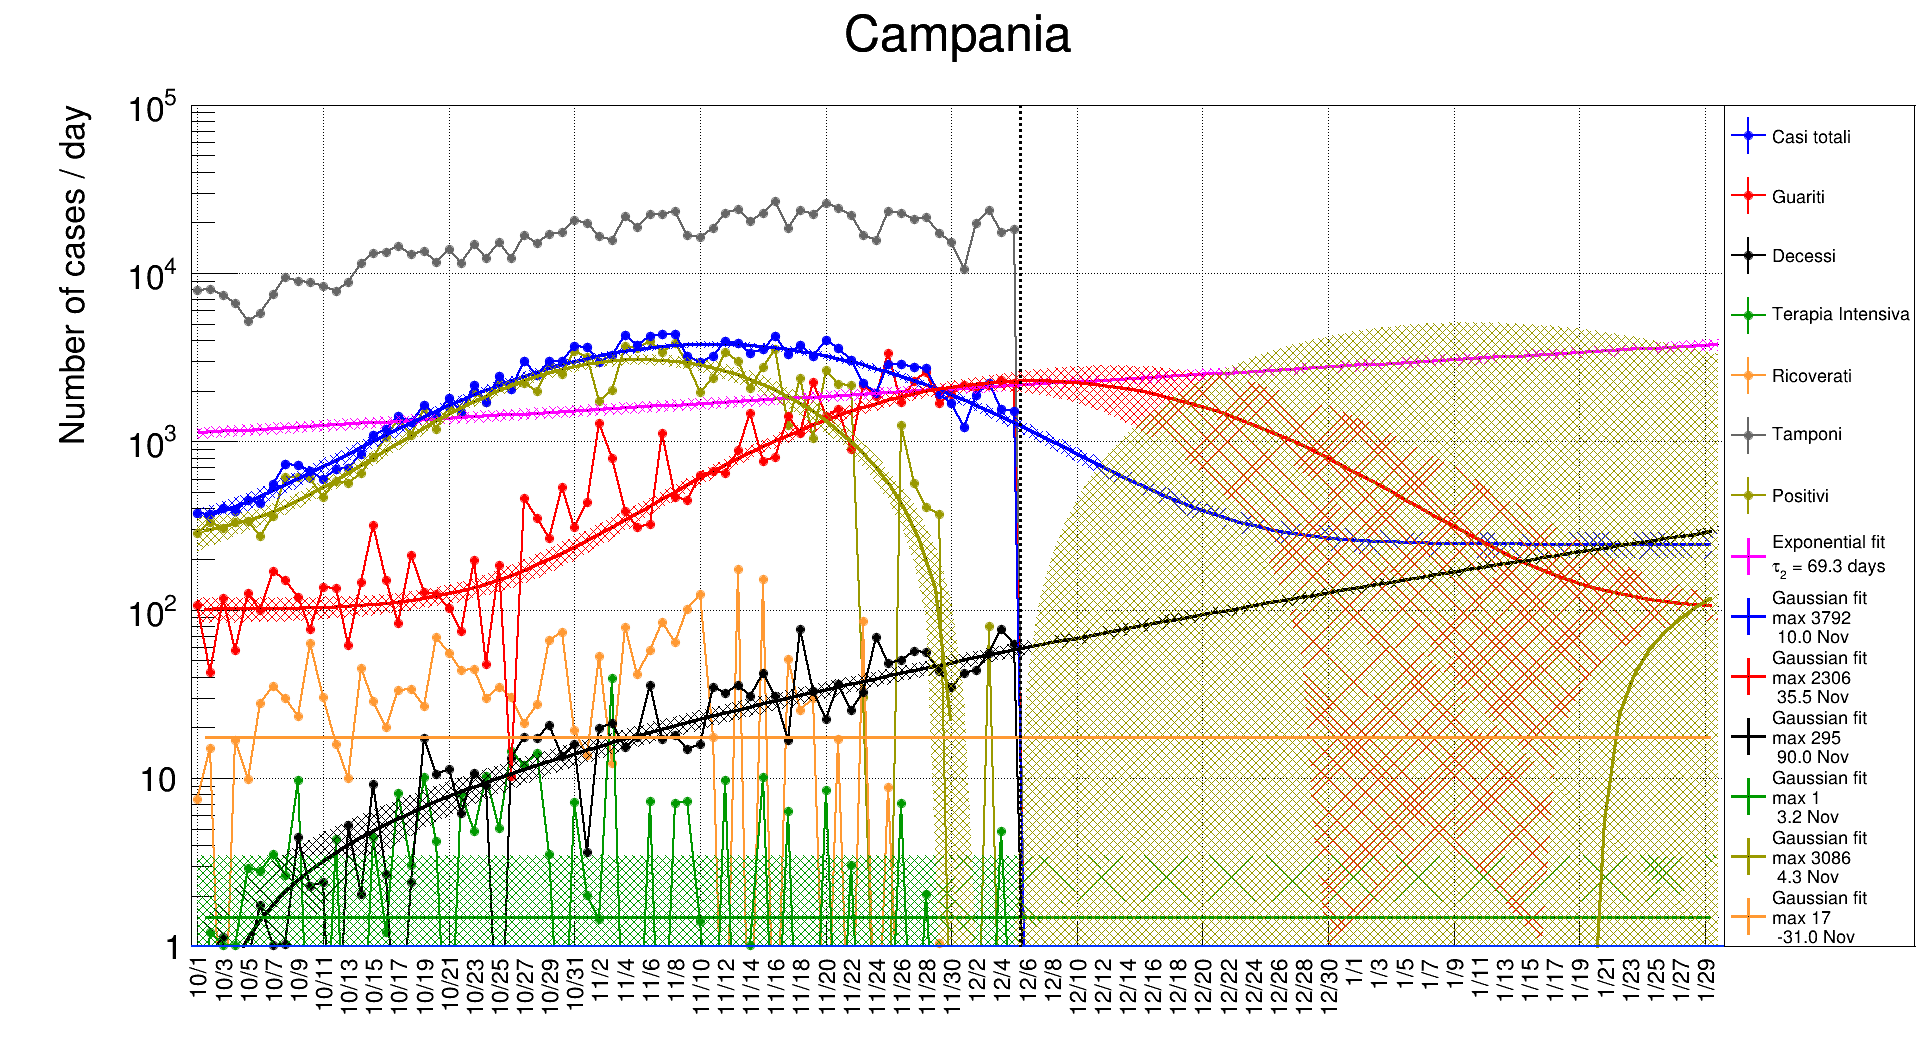 Campania
Number of cases / day
10^5
10^4
10^3
10^2
10
1
10/1
10/3
10/5
10/7
10/9
10/11
10/13
10/15
10/17
10/19
10/21
10/23
10/25
10/27
10/29
10/31
11/2
11/4
11/6
11/8
11/10
11/12
11/14
11/16
11/18
11/20
11/22
11/24
11/26
11/28
11/30
12/2
12/4
12/6
12/8
12/10
12/12
12/14
12/16
12/18
12/20
12/22
12/24
12/26
12/28
12/30
1/1
1/3
1/5
1/7
1/9
1/11
1/13
1/15
1/17
1/19
1/21
1/23
1/25
1/27
1/29
Casi totali
Guariti
Decessi
Terapia Intensiva
Ricoverati
Tamponi
Positivi
Exponential fit
τ2 = 69.3 days
Gaussian fit
max 3792
10.0 Nov
Gaussian fit
max 2306
35.5 Nov
Gaussian fit
max 295
90.0 Nov
Gaussian fit
max 1
3.2 Nov
Gaussian fit
max 3086
4.3 Nov
Gaussian fit
max 17
-31.0 Nov